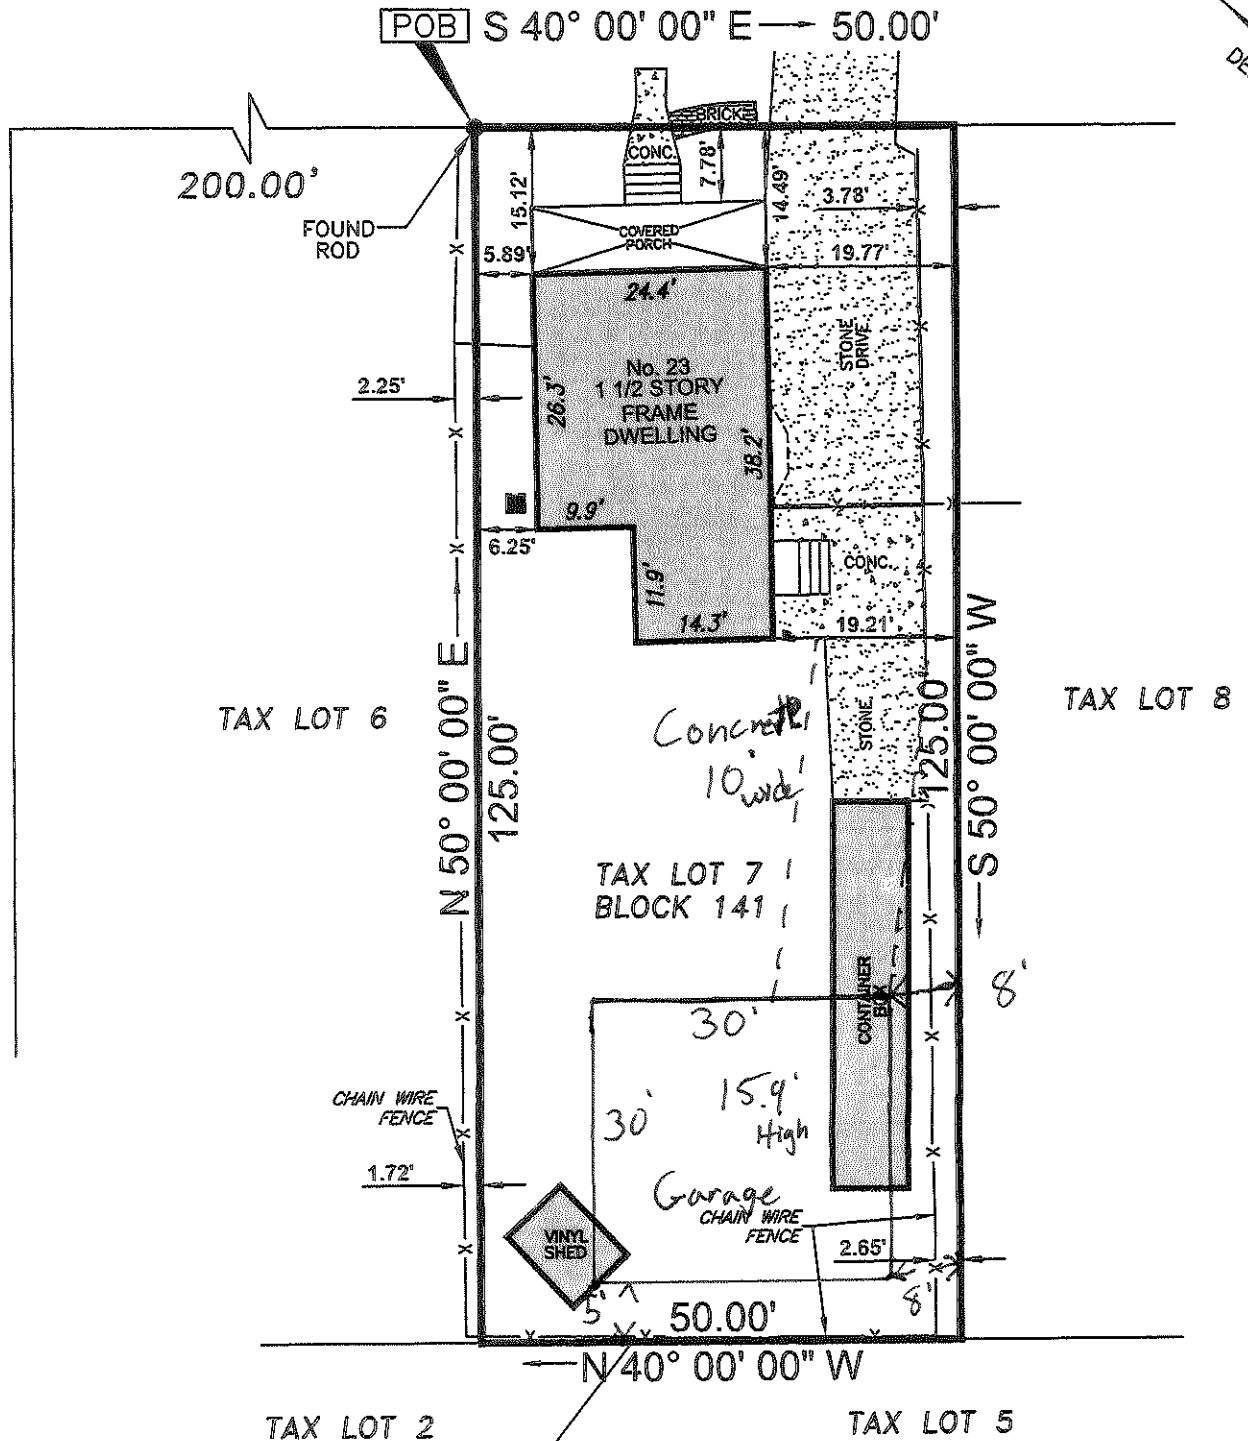 POB S 40° 00' 00" E 50.00'
200.00'
FOUND
ROD
BRICK
CONC.
7.78'
15.12'
14.49'
3.78'
COVERED
PORCH
5.89'
19.77'
24.4'
STONE
DRIVE
No. 23
1 1/2 STORY
FRAME
DWELLING
2.25'
26.3'
38.2'
9.9'
6.25'
CONC.
11.9'
14.3'
19.21'
N 50° 00' 00" E
125.00'
TAX LOT 6
TAX LOT 8
S 50° 00' 00" W
125.00
STONE
Concrete
10' wide
TAX LOT 7
BLOCK 141
CONTAINER
BOX
8'
30'
30'
15.9'
High
CHAIN WIRE
FENCE
1.72'
Garage
CHAIN WIRE
FENCE
VINYL
SHED
2.65'
8'
5'
50.00'
N 40° 00' 00" W
TAX LOT 2
TAX LOT 5